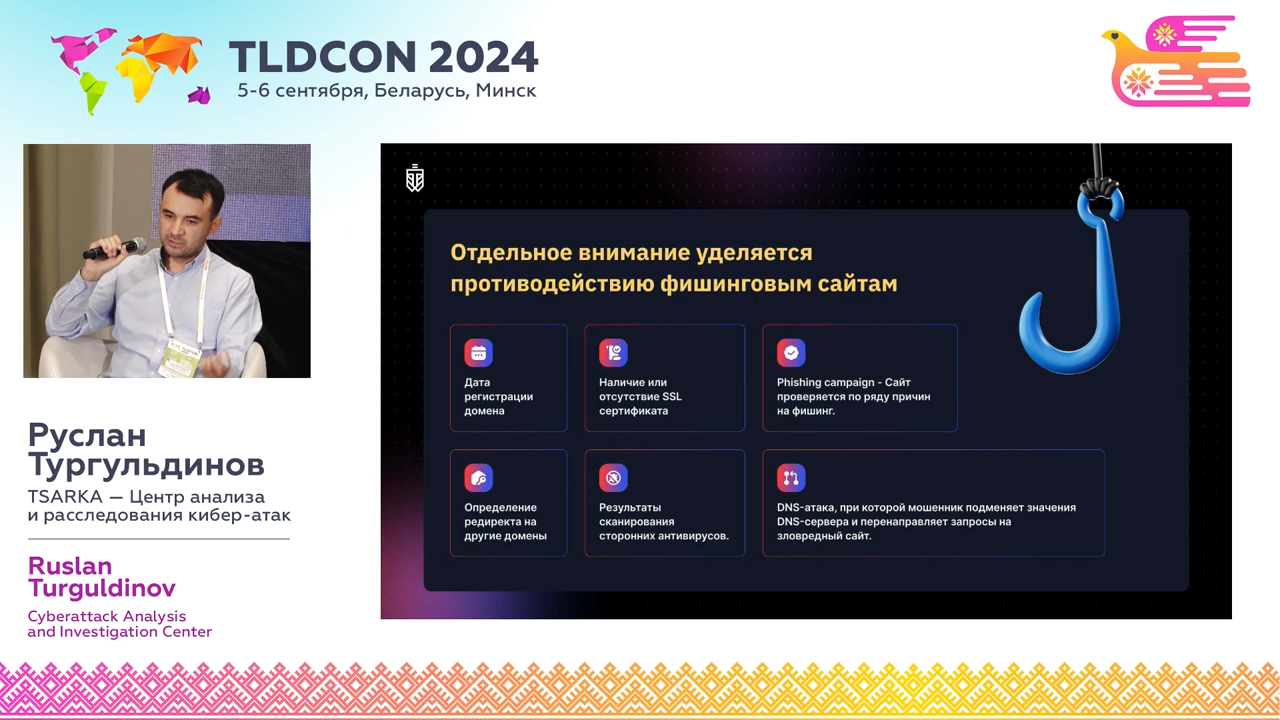 TLDCON 2024
5-6 сентября, Беларусь, Минск
Отдельное внимание уделяется
противодействию фишинговым сайтам
Дата
регистрации
домена
Наличие или
отсутствие SSL
сертификата
Phishing campaign - Сайт
проверяется по ряду причин
на фишинг.
Определение
редиректа на
другие домены
Результаты
сканирования
сторонних антивирусов.
DNS-атака, при которой мошенник подменяет значения
DNS-сервера и перенаправляет запросы на
зловредный сайт.
Руслан
Тургульдинов
TSARKA — Центр анализа
и расследования кибер-атак
Ruslan
Turguldinov
Cyberattack Analysis
and Investigation Center